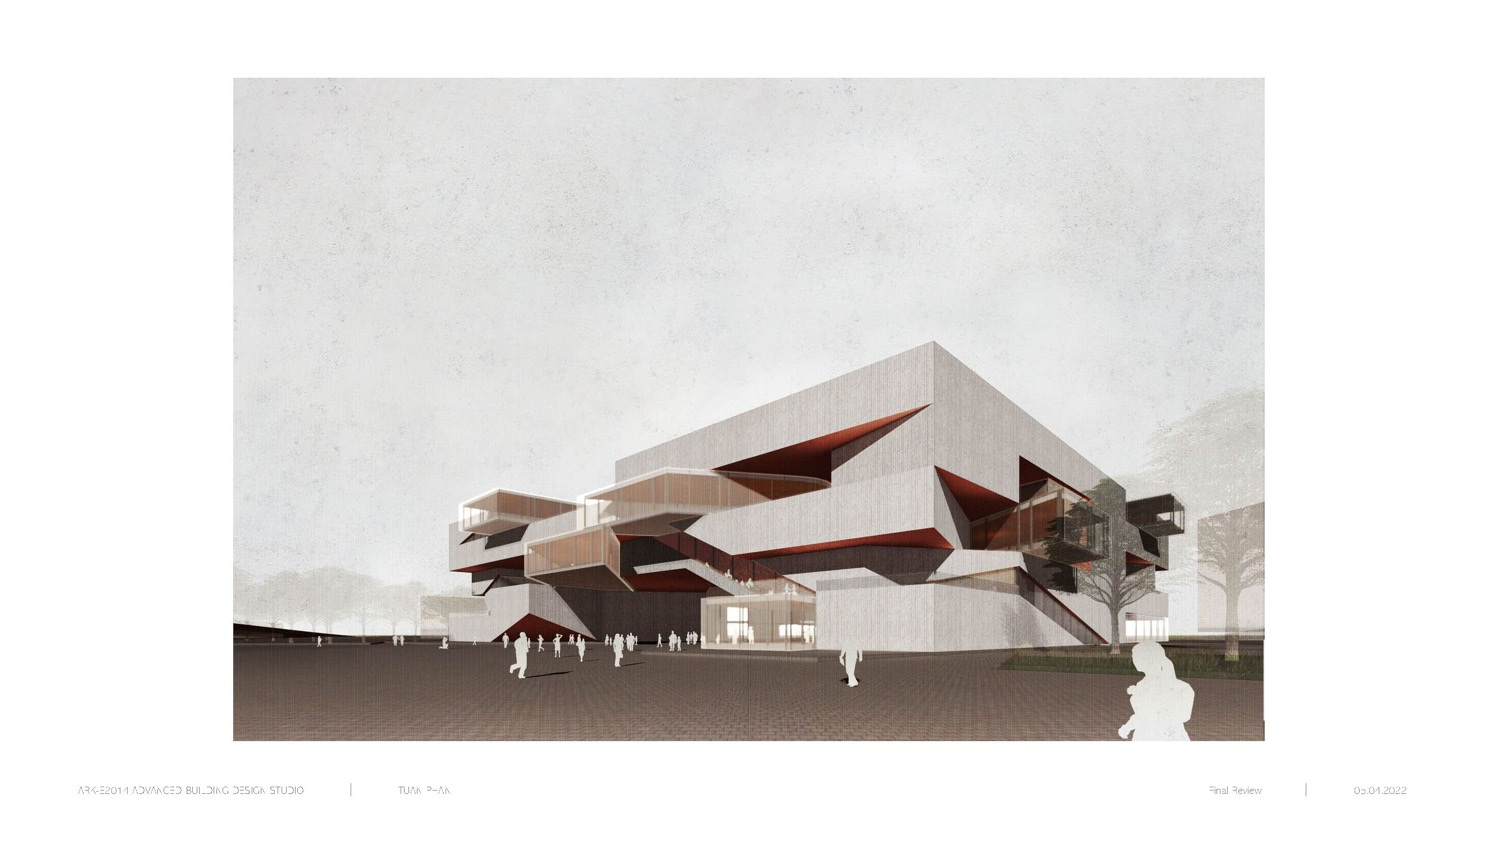 ARK-E2014 ADVANCED BUILDING DESIGN STUDIO | TUAN PHAN
Final Review | 05.04.2022